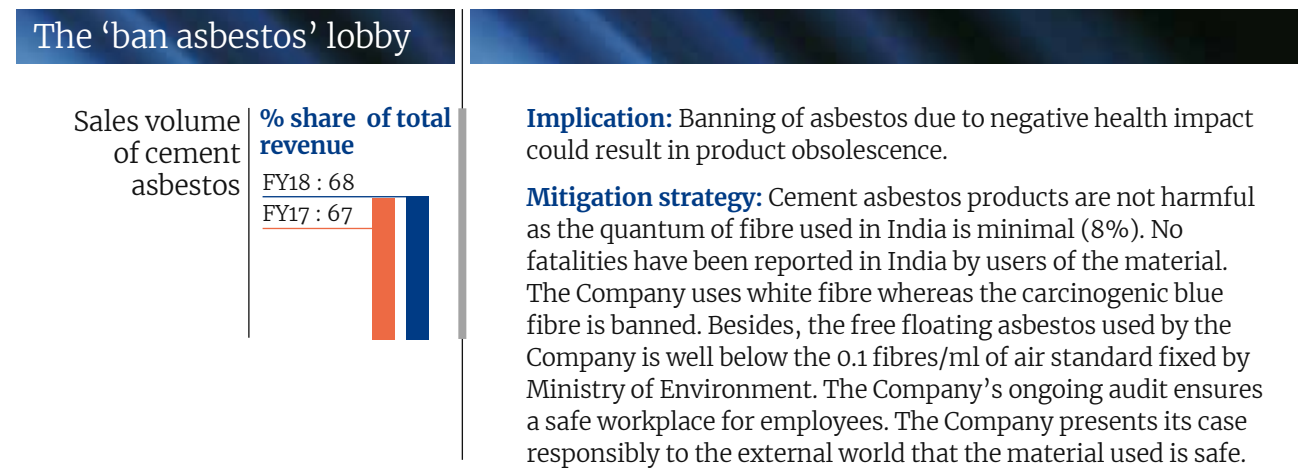 The ‘ban asbestos’ lobby
Sales volume
of cement
asbestos
% share of total
revenue
FY18 : 68
FY17 : 67
Implication: Banning of asbestos due to negative health impact
could result in product obsolescence.
Mitigation strategy: Cement asbestos products are not harmful
as the quantum of fibre used in India is minimal (8%). No
fatalities have been reported in India by users of the material.
The Company uses white fibre whereas the carcinogenic blue
fibre is banned. Besides, the free floating asbestos used by the
Company is well below the 0.1 fibres/ml of air standard fixed by
Ministry of Environment. The Company’s ongoing audit ensures
a safe workplace for employees. The Company presents its case
responsibly to the external world that the material used is safe.